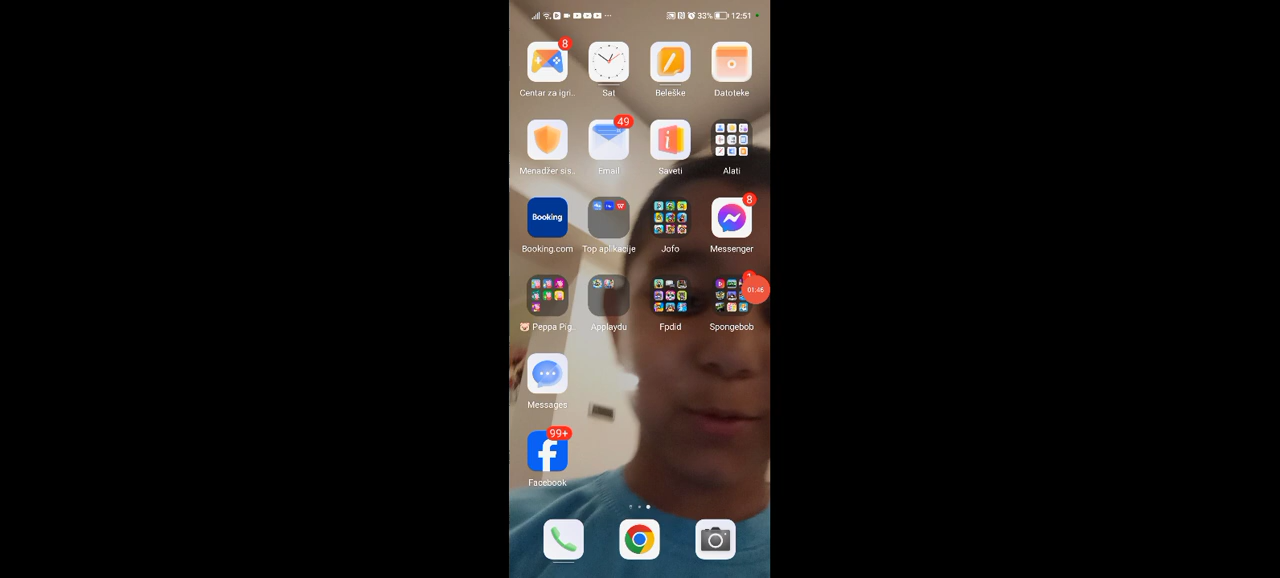 33% 12:51
8
Centar za igri..
Sat
Beleške
Datoteke
49
Menadžer sis..
Email
Saveti
Alati
Booking
8
Booking.com
Top aplikacije
Jofo
Messenger
01:46
🐷 Peppa Pig..
Applaydu
Fpdid
Spongebob
Messages
99+
Facebook